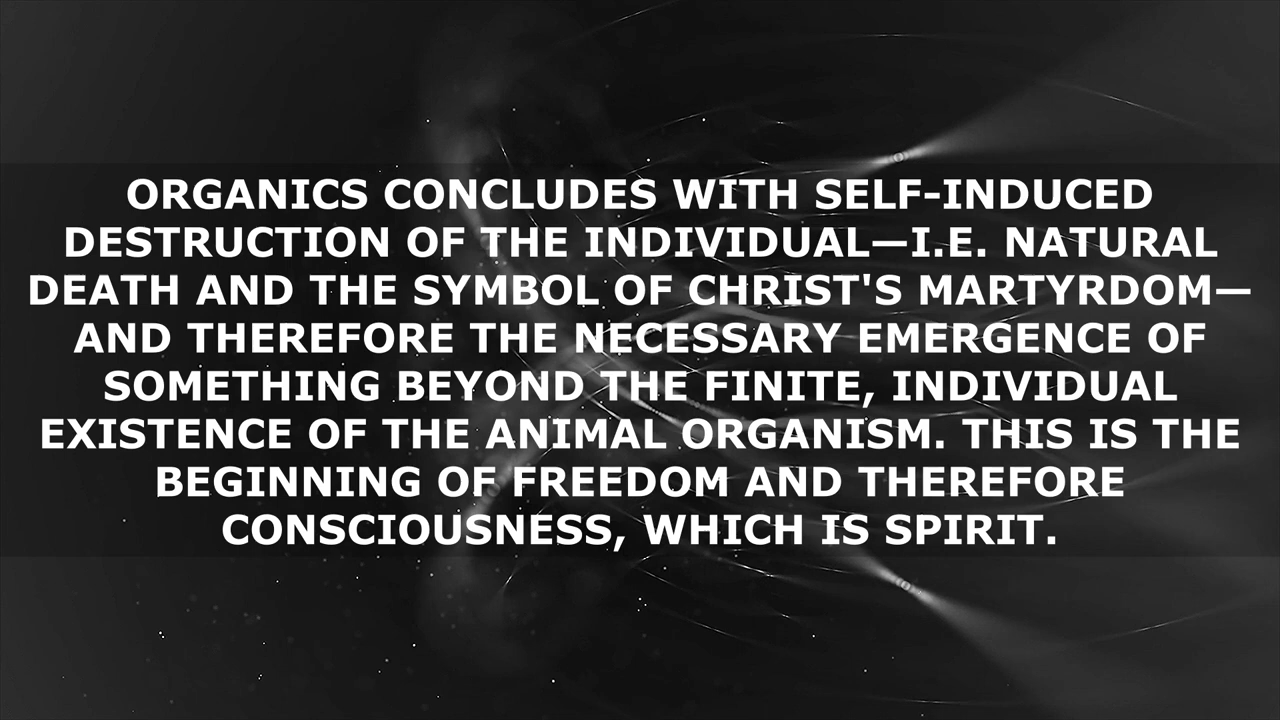 ORGANICS CONCLUDES WITH SELF-INDUCED
DESTRUCTION OF THE INDIVIDUAL—I.E. NATURAL
DEATH AND THE SYMBOL OF CHRIST'S MARTYRDOM—
AND THEREFORE THE NECESSARY EMERGENCE OF
SOMETHING BEYOND THE FINITE, INDIVIDUAL
EXISTENCE OF THE ANIMAL ORGANISM. THIS IS THE
BEGINNING OF FREEDOM AND THEREFORE
CONSCIOUSNESS, WHICH IS SPIRIT.